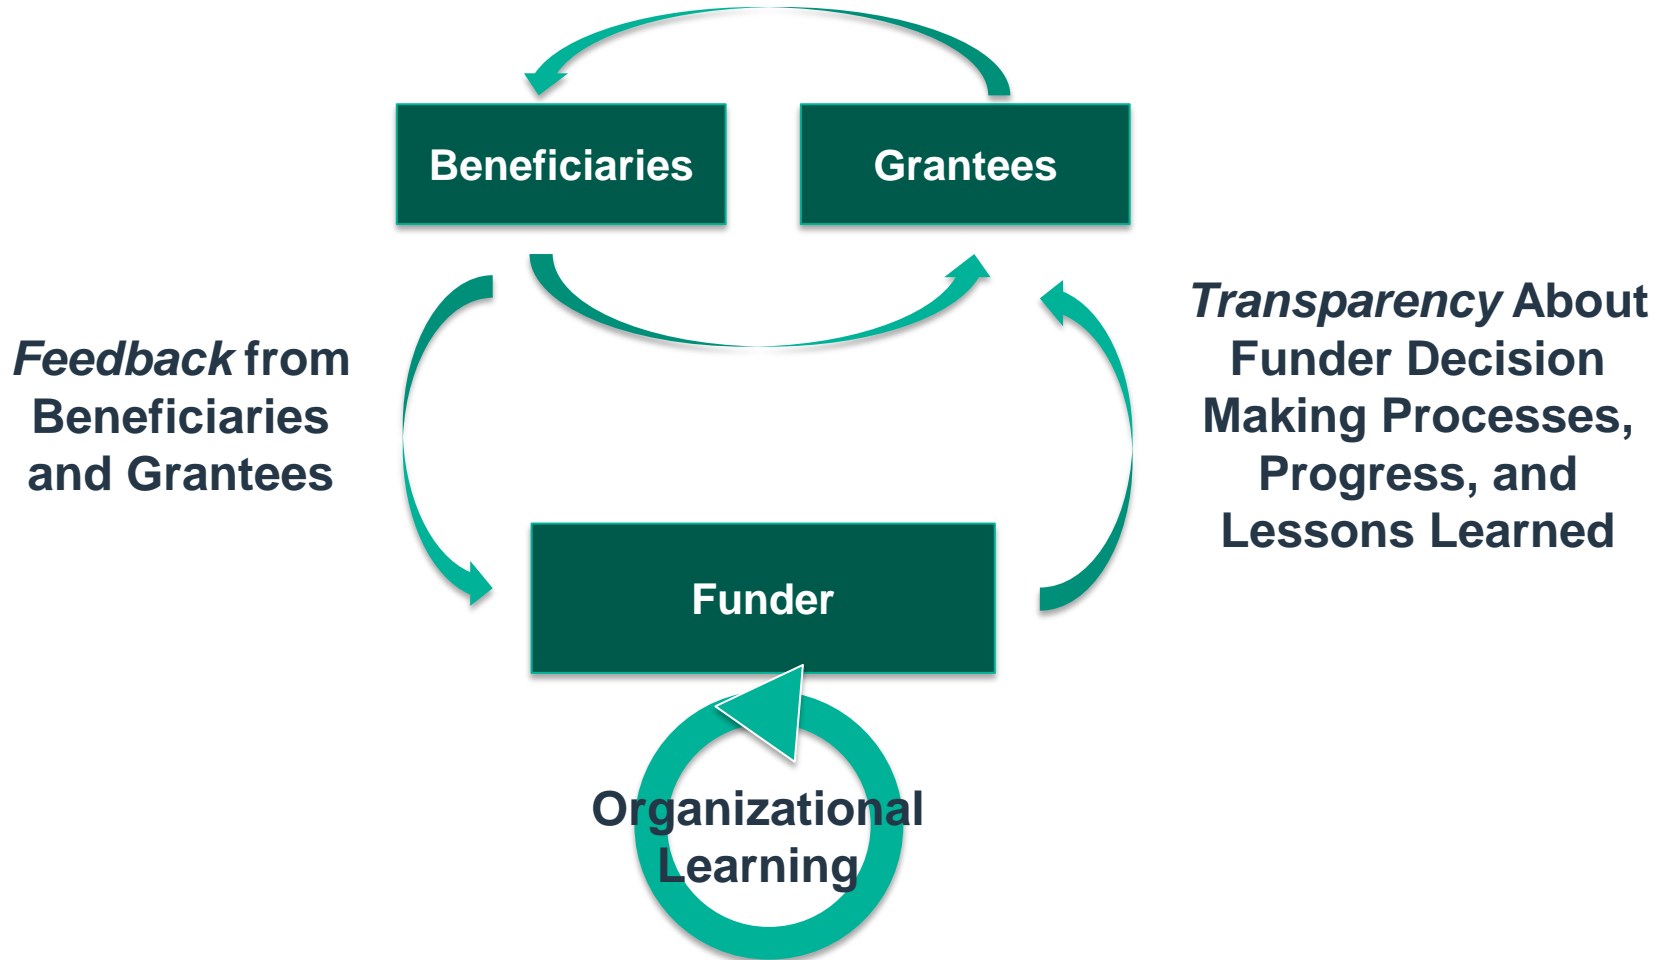 Beneficiaries
Grantees
Feedback from
Beneficiaries
and Grantees
Transparency About
Funder Decision
Making Processes,
Progress, and
Lessons Learned
Funder
Organizational
Learning